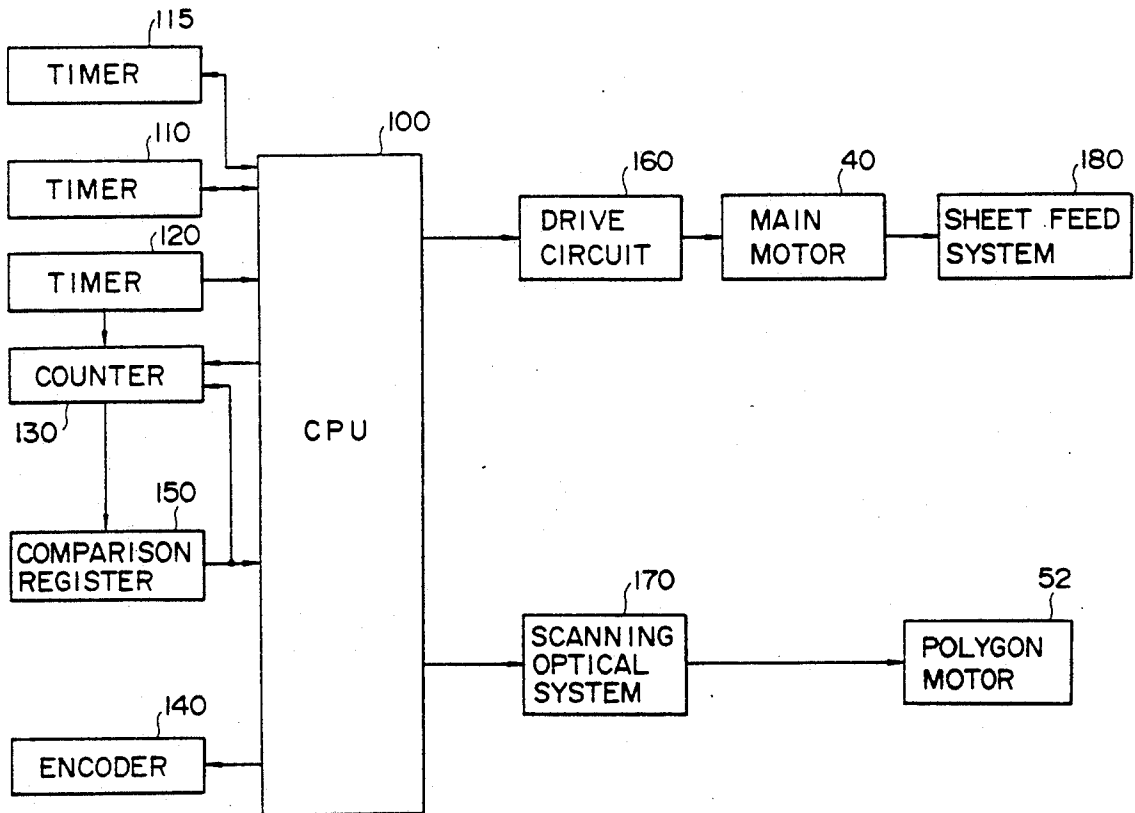 115
TIMER
110
TIMER
120
TIMER
COUNTER
130
150
COMPARISON
REGISTER
140
ENCODER
100
CPU
160
DRIVE
CIRCUIT
40
MAIN
MOTOR
180
SHEET FEED
SYSTEM
170
SCANNING
OPTICAL
SYSTEM
52
POLYGON
MOTOR